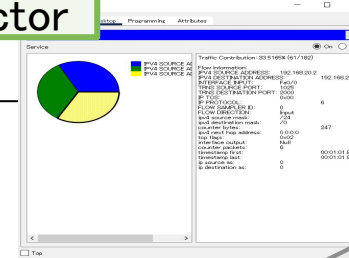 ctor
sktop Programming Attributes
Service
On
IPV4 SOURCE AD
IPV4 SOURCE AD
IPV4 SOURCE AD
Traffic Contribution: 33.5165% (61/182)
Flow information:
IPV4 SOURCE ADDRESS: 192.168.20.2
IPV4 DESTINATION ADDRESS: 192.168.2
INTERFACE INPUT: Fa0/0
TRNS SOURCE PORT: 1025
TRNS DESTINATION PORT: 2000
IP TOS: 0x00
IP PROTOCOL: 6
FLOW SAMPLER ID: 0
FLOW DIRECTION: Input
ipv4 source mask: /24
ipv4 destination mask: /0
counter bytes: 247
ipv4 next hop address: 0.0.0.0
tcp flags: 0x02
interface output: Null
counter packets: 6
timestamp first: 00:01:01.5
timestamp last: 00:01:01.5
ip source as: 0
ip destination as: 0
Top